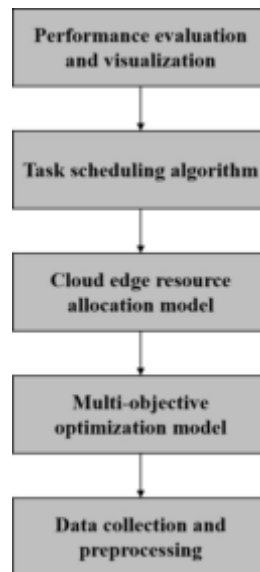 Performance evaluation
and visualization
Task scheduling algorithm
Cloud edge resource
allocation model
Multi-objective
optimization model
Data collection and
preprocessing